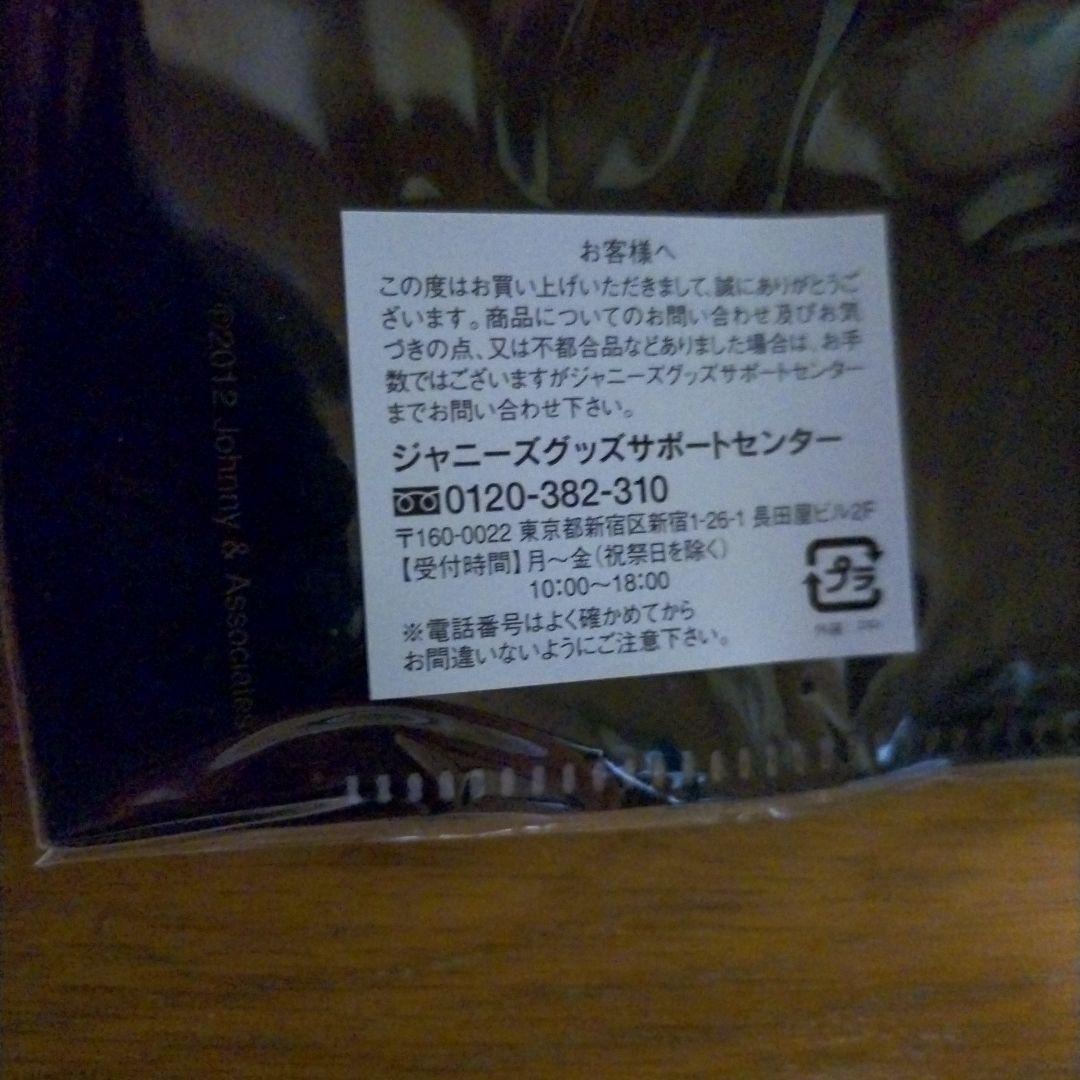 お客様へ
この度はお買い上げいただきまして、誠にありがとうご
ざいます。商品についてのお問い合わせ及びお気
づきの点、又は不都合品などありました場合は、お手
数ではございますがジャニーズグッズサポートセンター
までお問い合わせ下さい。
ジャニーズグッズサポートセンター
0120-382-310
〒160-0022 東京都新宿区新宿1-26-1 長田屋ビル2F
【受付時間】月～金(祝祭日を除く)
10:00～18:00
※電話番号はよく確かめてから
お間違いないようにご注意下さい。
プラ
©2012 Johnny & Associates